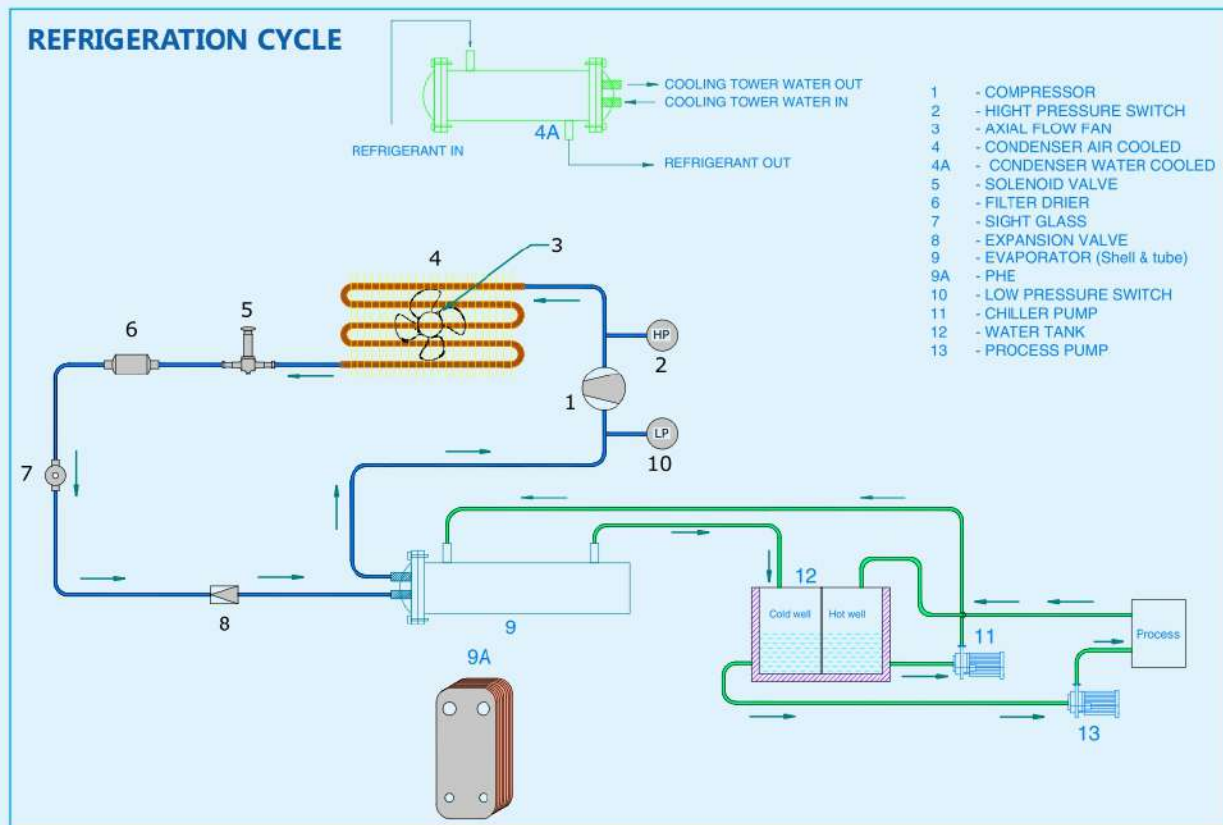 REFRIGERATION CYCLE
COOLING TOWER WATER OUT
COOLING TOWER WATER IN
4A
REFRIGERANT IN
REFRIGERANT OUT
1 - COMPRESSOR
2 - HIGHT PRESSURE SWITCH
3 - AXIAL FLOW FAN
4 - CONDENSER AIR COOLED
4A - CONDENSER WATER COOLED
5 - SOLENOID VALVE
6 - FILTER DRIER
7 - SIGHT GLASS
8 - EXPANSION VALVE
9 - EVAPORATOR (Shell & tube)
9A - PHE
10 - LOW PRESSURE SWITCH
11 - CHILLER PUMP
12 - WATER TANK
13 - PROCESS PUMP
3
4
5
6
HP
2
1
LP
10
7
12
Cold well
Hot well
11
Process
8
9
9A
13